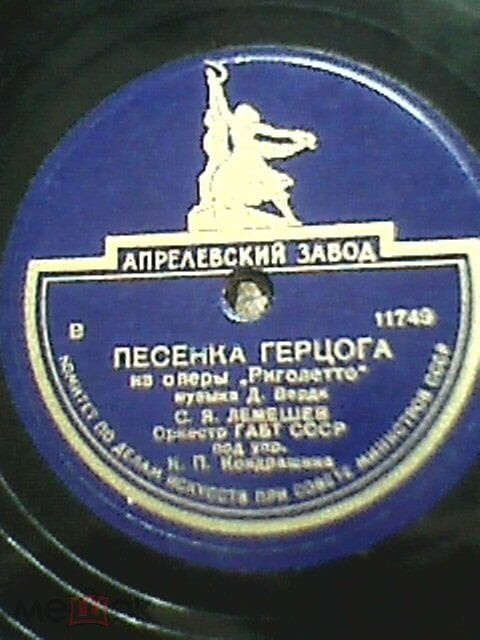 АПРЕЛЕВСКИЙ ЗАВОД
В 11749
ПЕСЕНКА ГЕРЦОГА
из оперы „Риголетто“
музыка Д. Верди
С. Я. ЛЕМЕШЕВ
Оркестр ГАБТ СССР
под упр.
К. П. Кондрашина
КОМИТЕТ ПО ДЕЛАМ ИСКУССТВ ПРИ СОВЕТЕ МИНИСТРОВ СССР
мешок